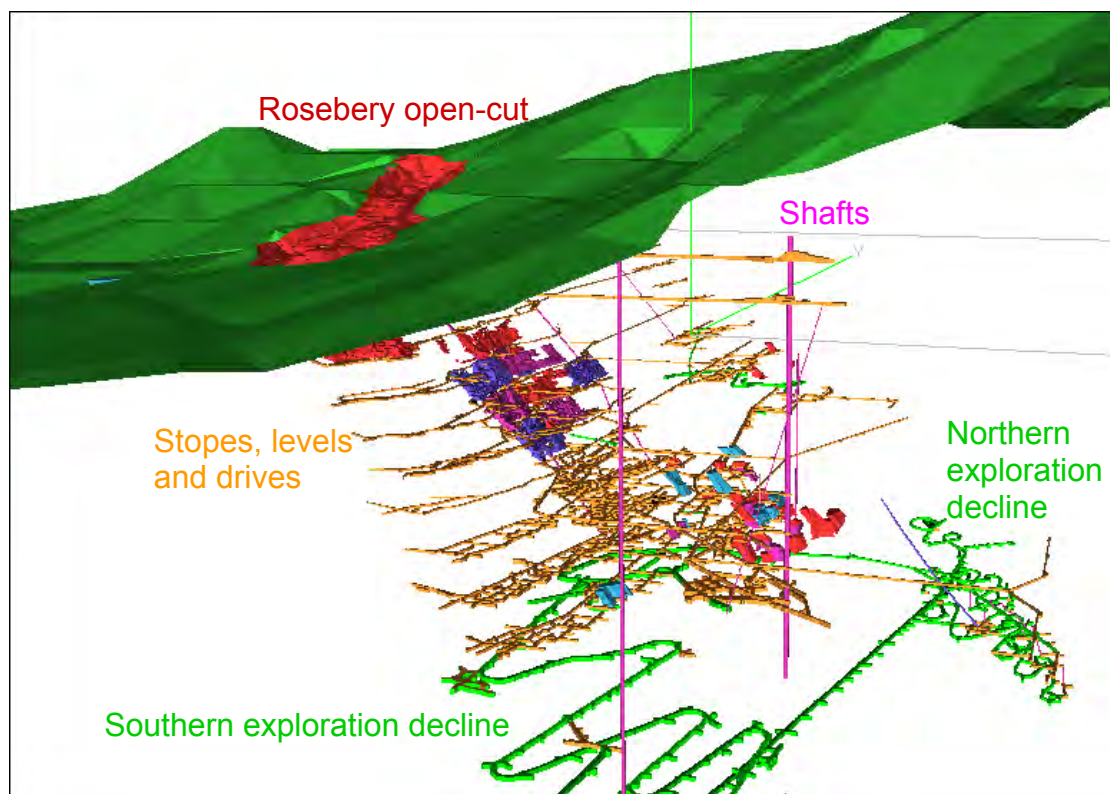 Rosebery open-cut
Shafts
Y
Stopes, levels
and drives
Northern
exploration
decline
Southern exploration decline